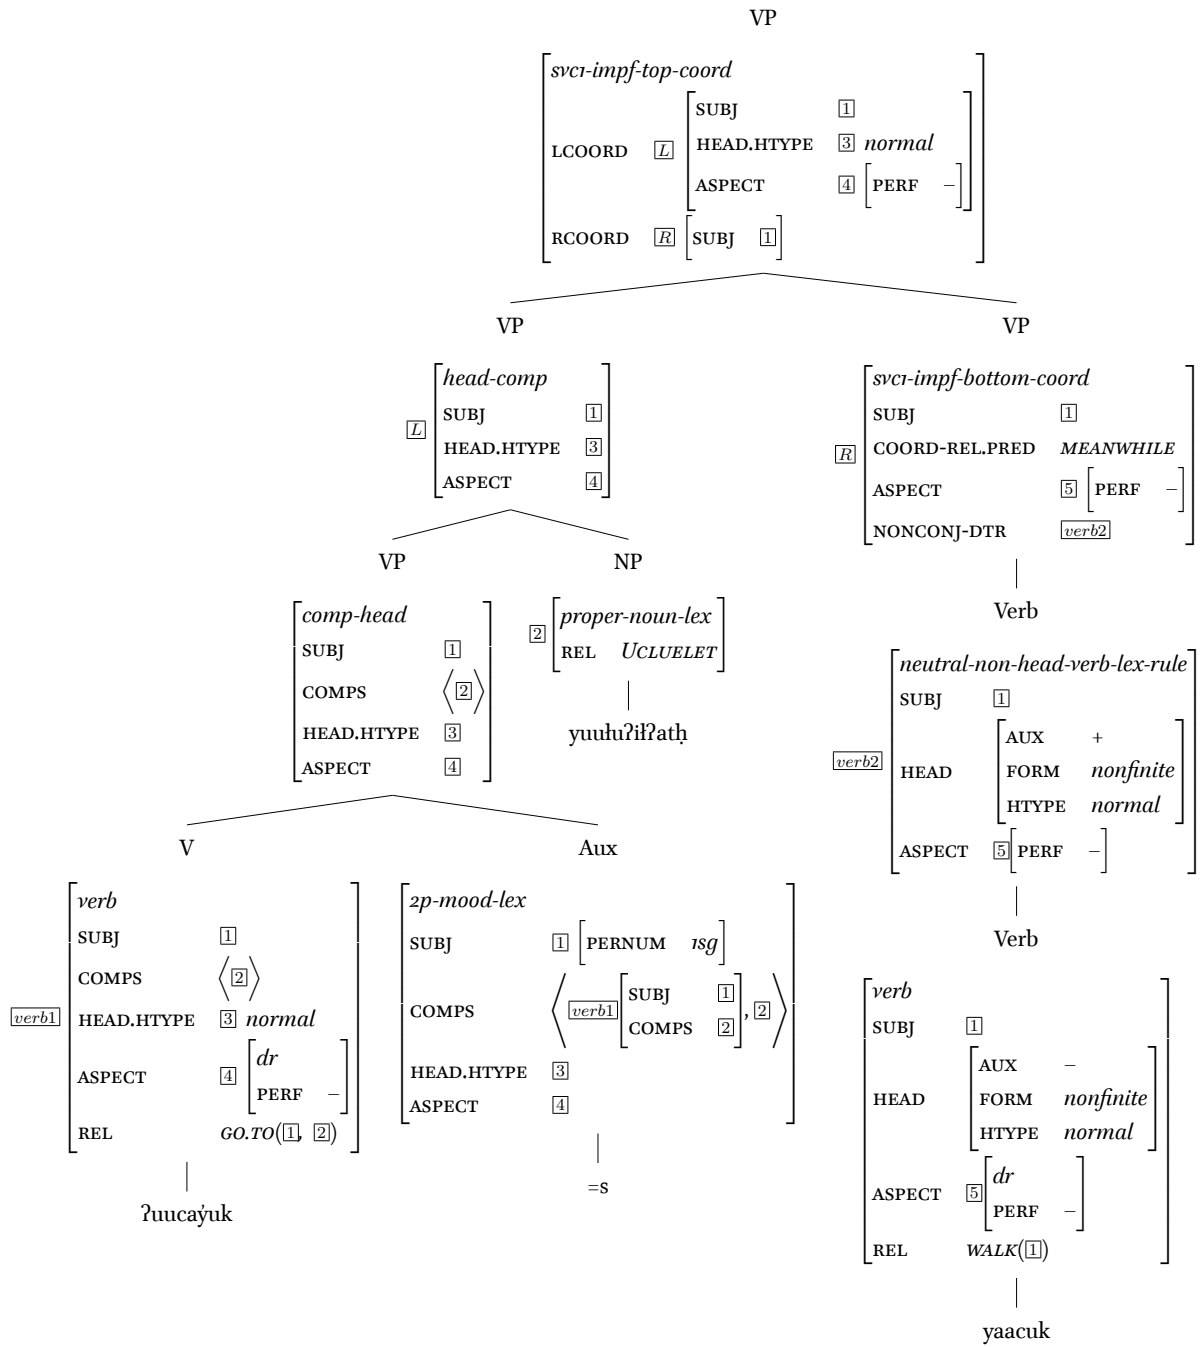 VP
svc1-impf-top-coord
SUBJ 1
LCOORD L HEAD.HTYPE 3 normal
ASPECT 4 PERF –
RCOORD R SUBJ 1
VP VP
head-comp
SUBJ 1
L HEAD.HTYPE 3
ASPECT 4
svc1-impf-bottom-coord
SUBJ 1
R COORD-REL.PRED MEANWHILE
ASPECT 5 PERF –
NONCONJ-DTR verb2
VP NP Verb
comp-head
SUBJ 1
COMPS ⟨2⟩
HEAD.HTYPE 3
ASPECT 4
2 proper-noun-lex
REL UCLUELET
yuuɫuʔiɫʔatḥ
neutral-non-head-verb-lex-rule
SUBJ 1
AUX +
verb2 HEAD FORM nonfinite
HTYPE normal
ASPECT 5 PERF –
V Aux Verb
verb
SUBJ 1
COMPS ⟨2⟩
verb1 HEAD.HTYPE 3 normal
ASPECT 4 dr
PERF –
REL GO.TO(1, 2)
ʔuucay̓uk
2p-mood-lex
SUBJ 1 PERNUM 1sg
COMPS ⟨verb1 SUBJ 1
COMPS 2, 2⟩
HEAD.HTYPE 3
ASPECT 4
=s
verb
SUBJ 1
AUX –
HEAD FORM nonfinite
HTYPE normal
ASPECT 5 dr
PERF –
REL WALK(1)
yaacuk